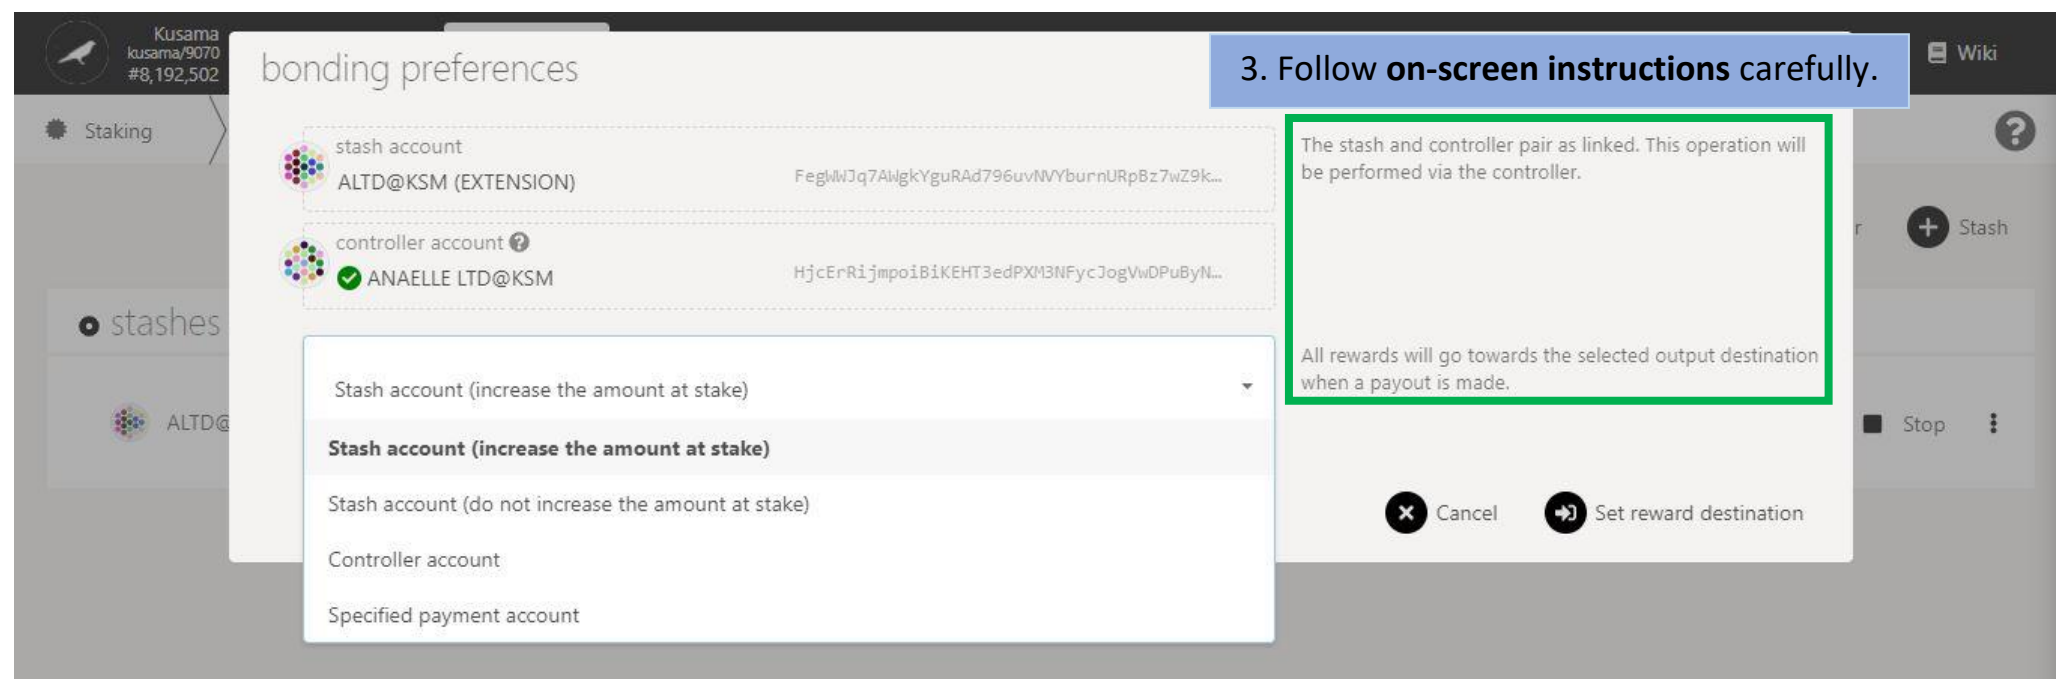 Kusama
kusama/9070
#8,192,502
bonding preferences
3. Follow on-screen instructions carefully.
Wiki
Staking
stash account
ALTD@KSM (EXTENSION)
FegWWJq7AWgkYguRAd796uvNVYburnURpBz7wZ9k…
The stash and controller pair as linked. This operation will
be performed via the controller.
controller account
ANAELLE LTD@KSM
HjcErRijmpoiBiKEHT3edPXM3NFycJogVwDPuByN…
r
Stash
stashes
Stash account (increase the amount at stake)
All rewards will go towards the selected output destination
when a payout is made.
ALTD@
Stop
Stash account (increase the amount at stake)
Stash account (do not increase the amount at stake)
Cancel
Set reward destination
Controller account
Specified payment account